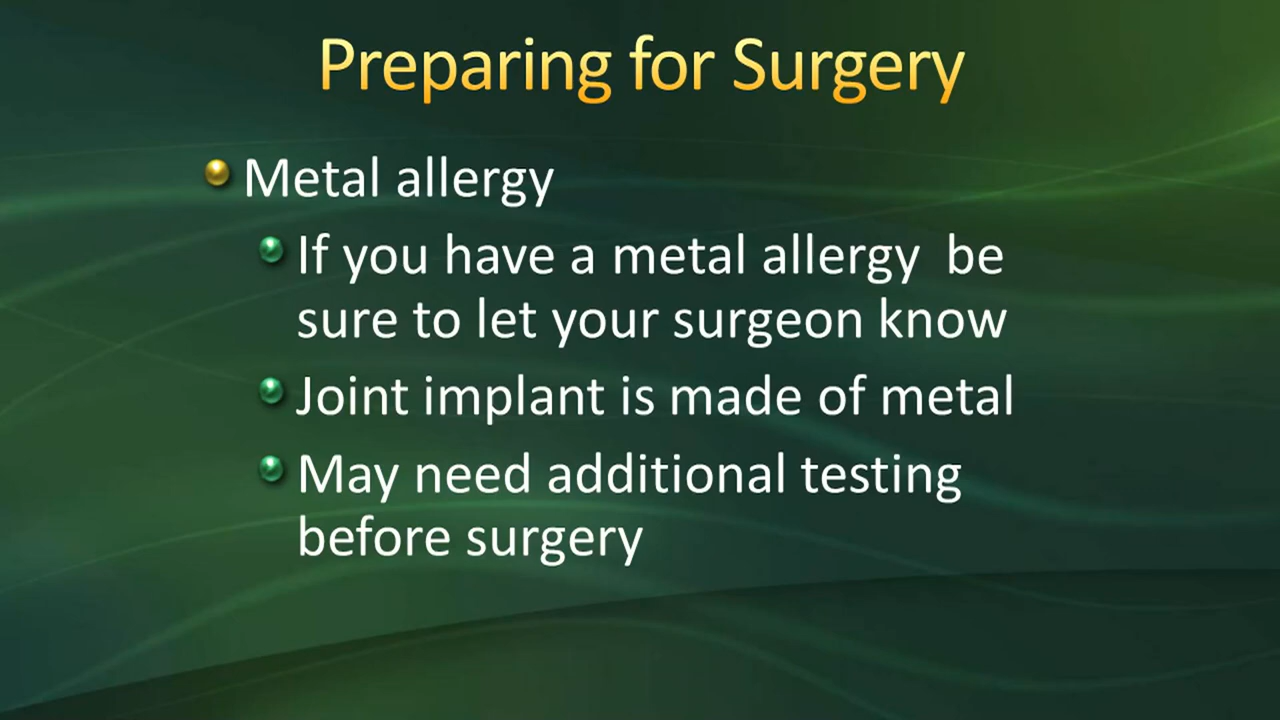 Preparing for Surgery
Metal allergy
If you have a metal allergy  be
sure to let your surgeon know
Joint implant is made of metal
May need additional testing
before surgery